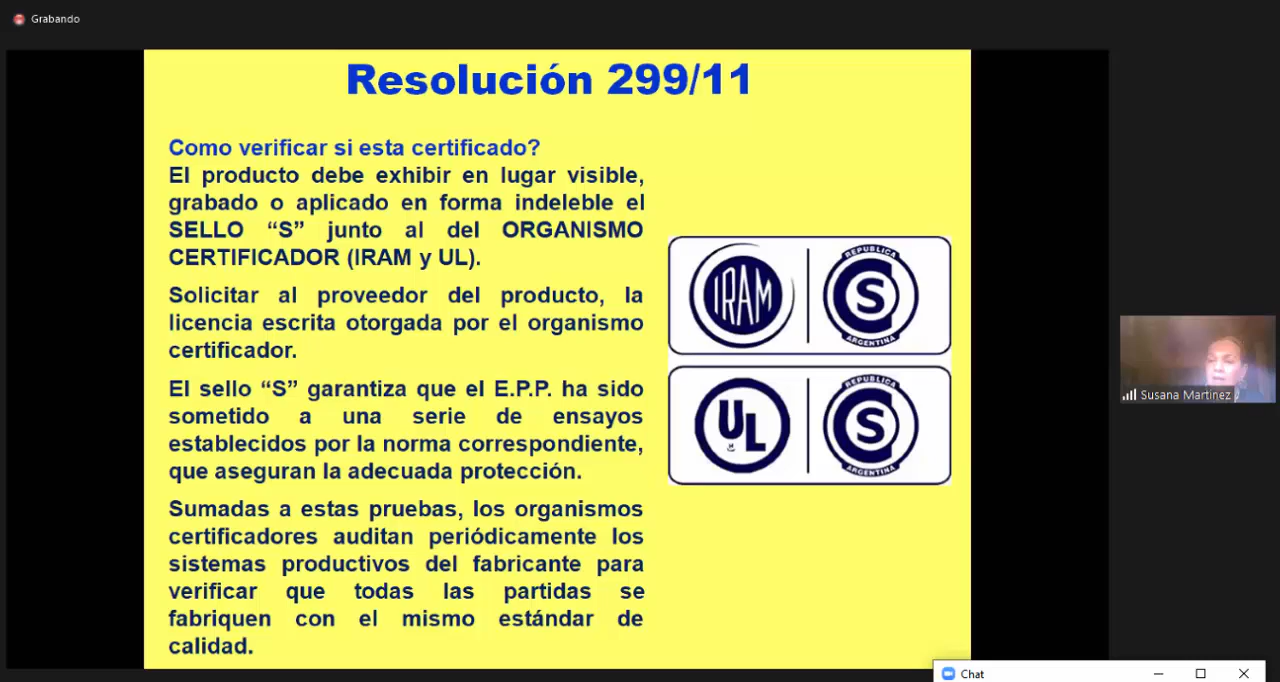 Grabando
Resolución 299/11
Como verificar si esta certificado?
El producto debe exhibir en lugar visible,
grabado o aplicado en forma indeleble el
SELLO “S” junto al del ORGANISMO
CERTIFICADOR (IRAM y UL).
Solicitar al proveedor del producto, la
licencia escrita otorgada por el organismo
certificador.
El sello “S” garantiza que el E.P.P. ha sido
sometido a una serie de ensayos
establecidos por la norma correspondiente,
que aseguran la adecuada protección.
Sumadas a estas pruebas, los organismos
certificadores auditan periódicamente los
sistemas productivos del fabricante para
verificar que todas las partidas se
fabriquen con el mismo estándar de
calidad.
IRAM
REPUBLICA
S
ARGENTINA
UL
REPUBLICA
S
ARGENTINA
Susana Martinez
Chat